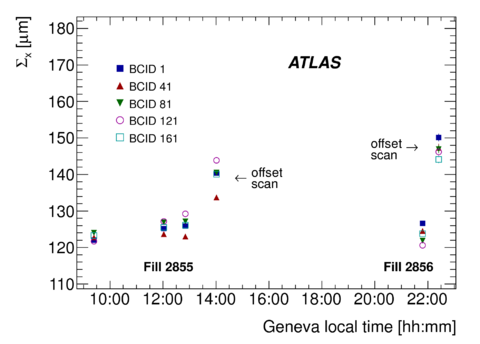 Σx [μm]
180
170
160
150
140
130
120
110
ATLAS
BCID 1
BCID 41
BCID 81
BCID 121
BCID 161
← offset
scan
offset →
scan
Fill 2855
Fill 2856
10:00 12:00 14:00 16:00 18:00 20:00 22:00
Geneva local time [hh:mm]